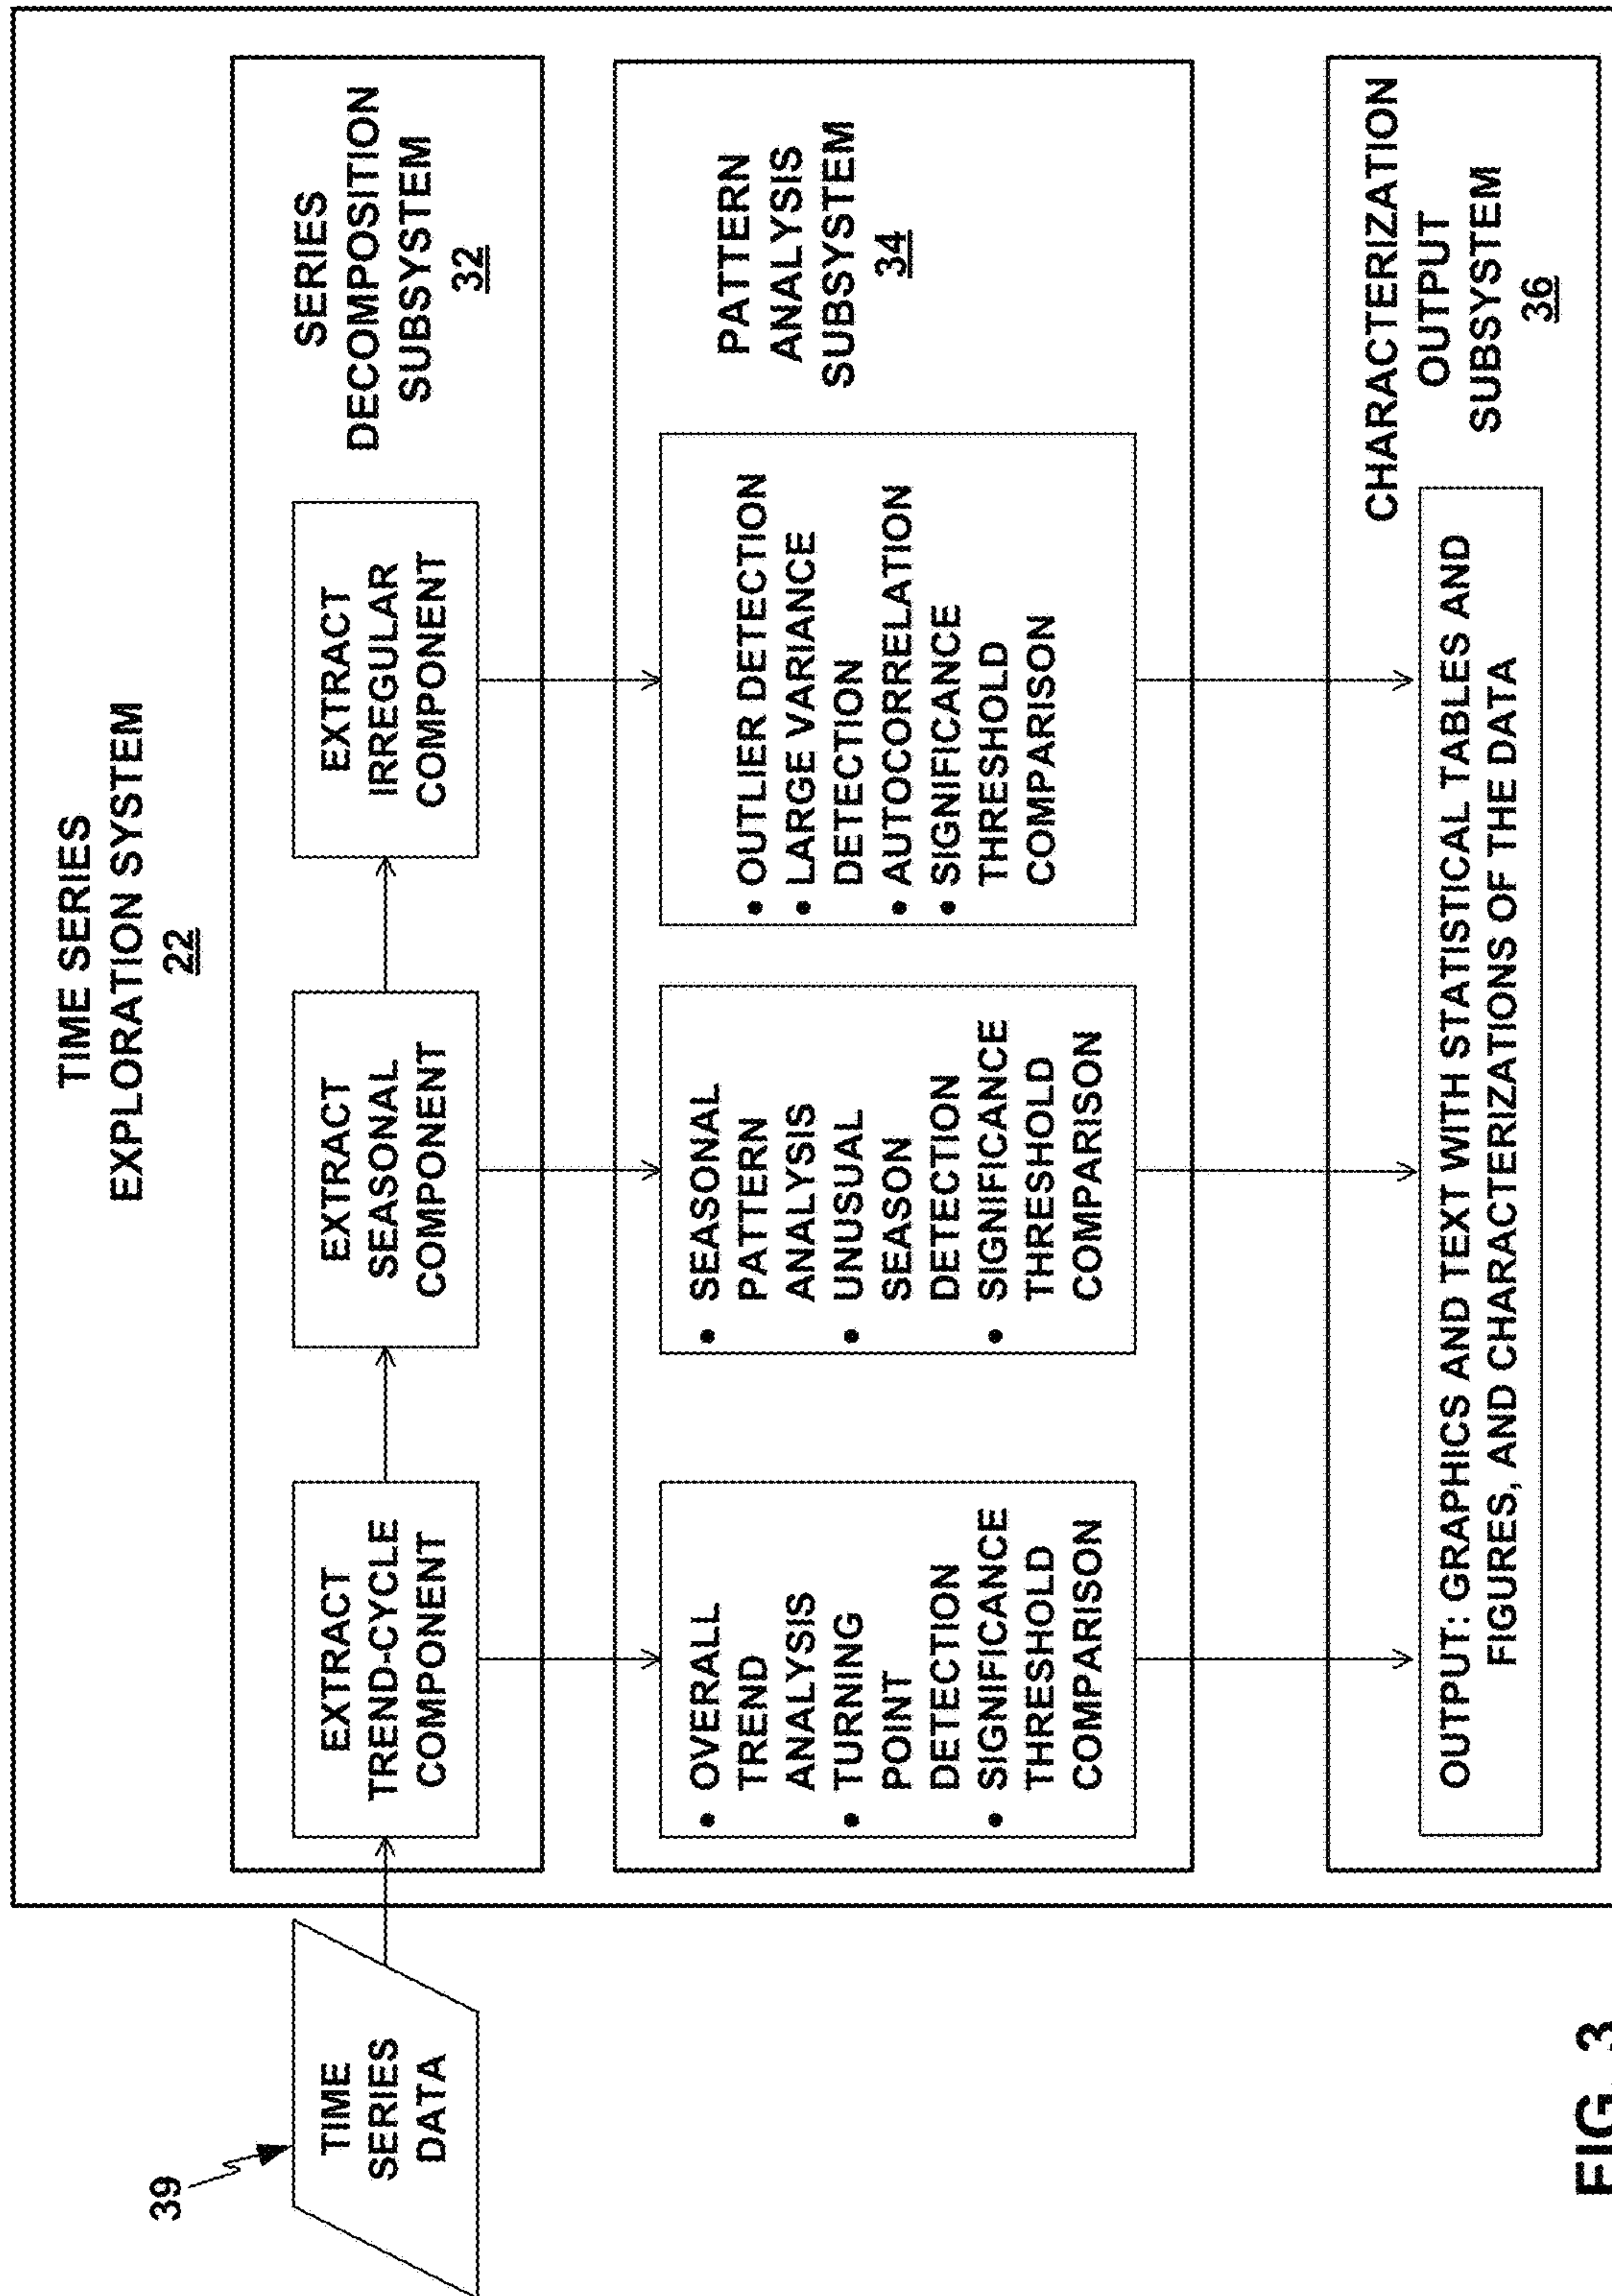 TIME SERIES
EXPLORATION SYSTEM
22
39
TIME
SERIES
DATA
EXTRACT
TREND-CYCLE
COMPONENT
EXTRACT
SEASONAL
COMPONENT
EXTRACT
IRREGULAR
COMPONENT
SERIES
DECOMPOSITION
SUBSYSTEM
32
• OVERALL
TREND
ANALYSIS
• TURNING
POINT
DETECTION
• SIGNIFICANCE
THRESHOLD
COMPARISON
• SEASONAL
PATTERN
ANALYSIS
• UNUSUAL
SEASON
DETECTION
• SIGNIFICANCE
THRESHOLD
COMPARISON
• OUTLIER DETECTION
• LARGE VARIANCE
DETECTION
• AUTOCORRELATION
• SIGNIFICANCE
THRESHOLD
COMPARISON
PATTERN
ANALYSIS
SUBSYSTEM
34
OUTPUT: GRAPHICS AND TEXT WITH STATISTICAL TABLES AND
FIGURES, AND CHARACTERIZATIONS OF THE DATA
CHARACTERIZATION
OUTPUT
SUBSYSTEM
36
FIG. 3